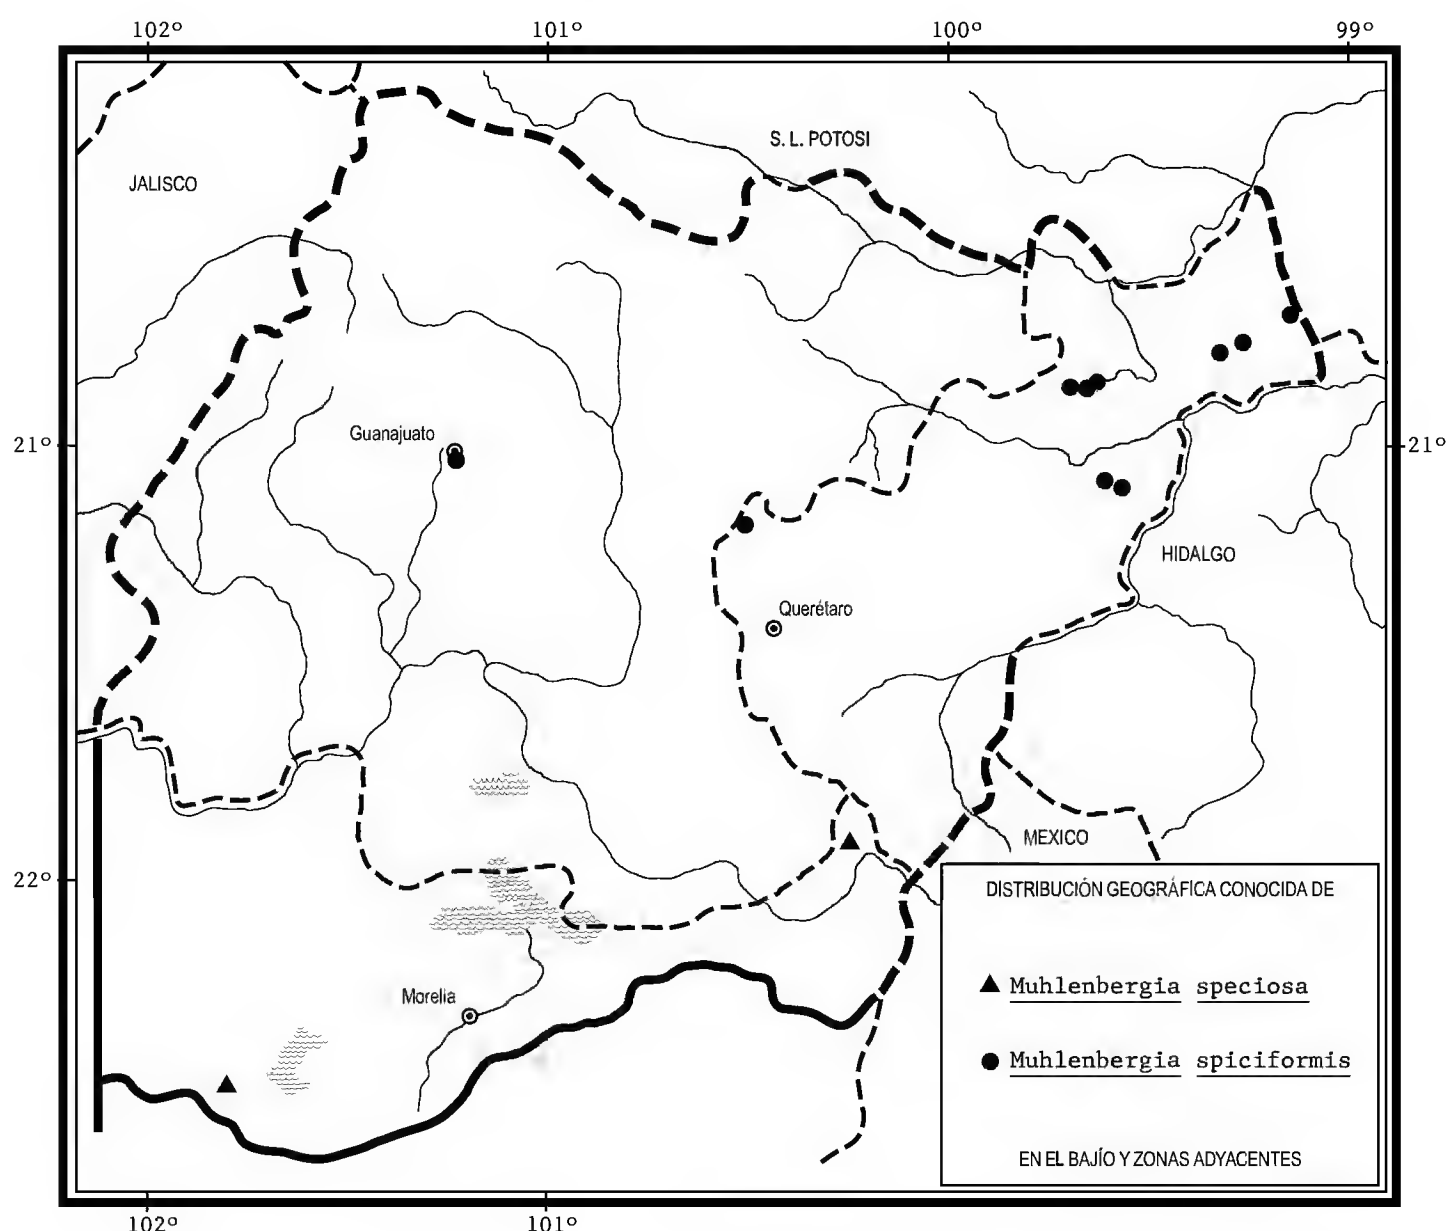 102° 101° 100° 99°
S. L. POTOSI
JALISCO
Guanajuato
21° 21°
HIDALGO
Querétaro
MEXICO
22°
DISTRIBUCIÓN GEOGRÁFICA CONOCIDA DE
Muhlenbergia speciosa
Morelia
Muhlenbergia spiciformis
EN EL BAJÍO Y ZONAS ADYACENTES
102° 101°